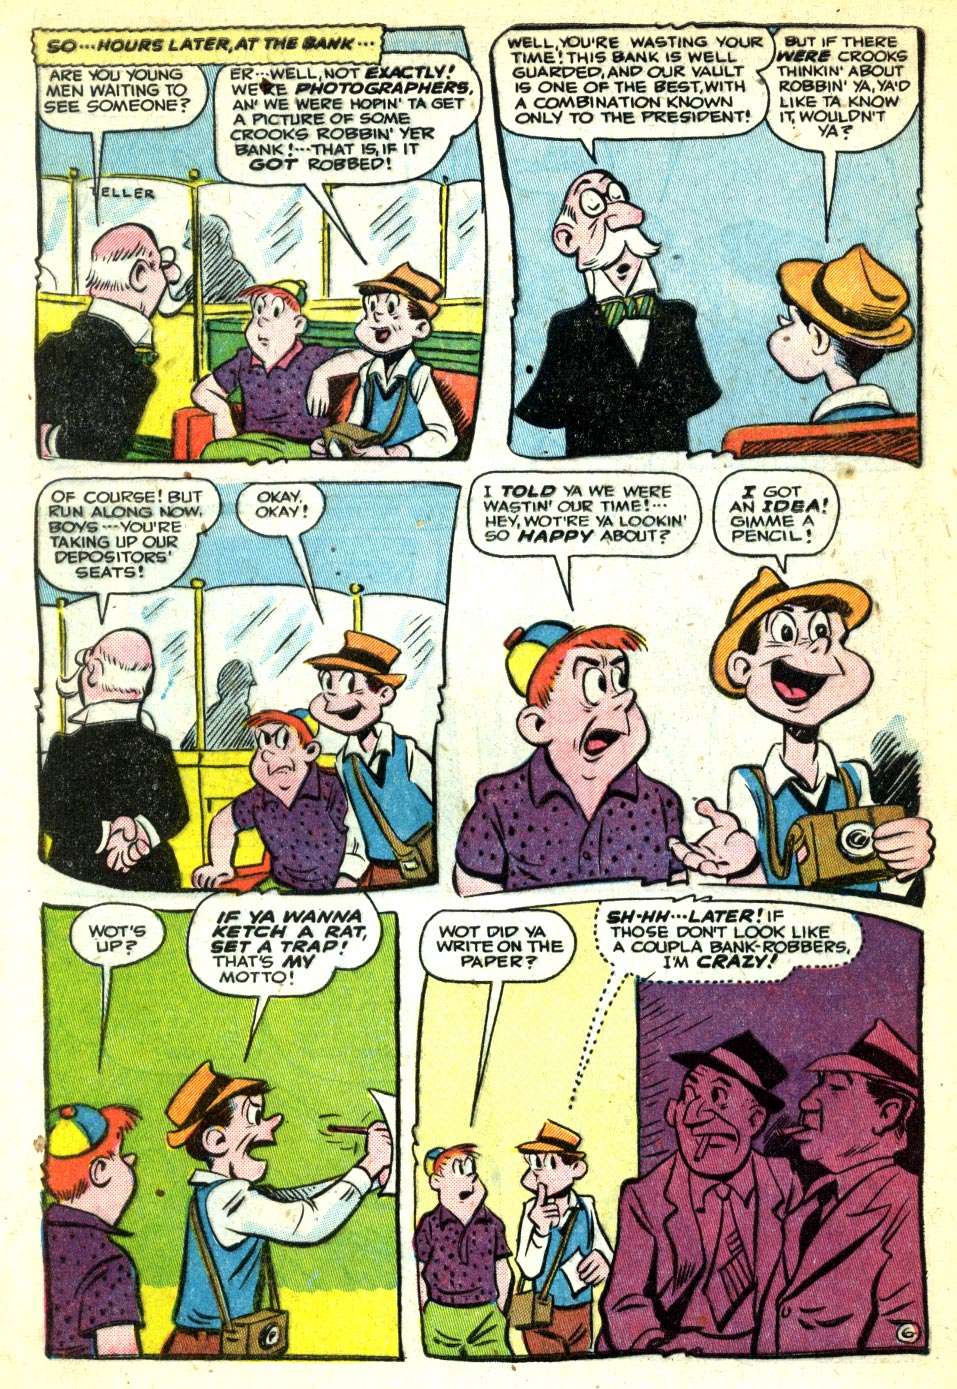 SO---HOURS LATER, AT THE BANK---
ARE YOU YOUNG
MEN WAITING TO
SEE SOMEONE?
ER---WELL, NOT EXACTLY!
WE'RE PHOTOGRAPHERS,
AN' WE WERE HOPIN' TA GET
A PICTURE OF SOME
CROOKS ROBBIN' YER
BANK!---THAT IS, IF IT
GOT ROBBED!
TELLER
WELL, YOU'RE WASTING YOUR
TIME! THIS BANK IS WELL
GUARDED, AND OUR VAULT
IS ONE OF THE BEST, WITH
A COMBINATION KNOWN
ONLY TO THE PRESIDENT!
BUT IF THERE
WERE CROOKS
THINKIN' ABOUT
ROBBIN' YA, YA'D
LIKE TA KNOW
IT, WOULDN'T
YA?
OF COURSE! BUT
RUN ALONG NOW,
BOYS---YOU'RE
TAKING UP OUR
DEPOSITORS'
SEATS!
OKAY,
OKAY!
I TOLD YA WE WERE
WASTIN' OUR TIME!---
HEY, WOT'RE YA LOOKIN'
SO HAPPY ABOUT?
I GOT
AN IDEA!
GIMME A
PENCIL!
WOT'S
UP?
IF YA WANNA
KETCH A RAT,
SET A TRAP!
THAT'S MY
MOTTO!
WOT DID YA
WRITE ON THE
PAPER?
SH-HH---LATER! IF
THOSE DON'T LOOK LIKE
A COUPLA BANK-ROBBERS,
I'M CRAZY!
6